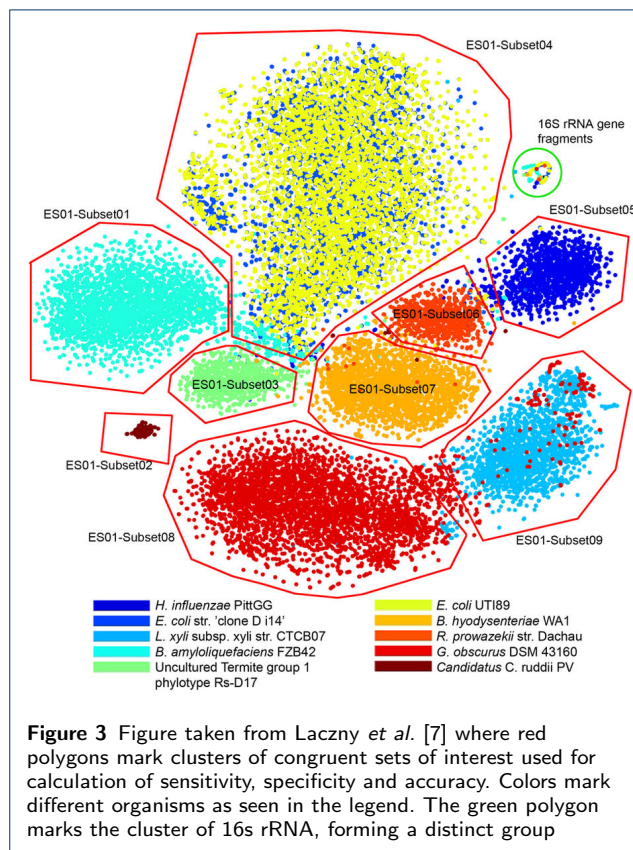 ES01-Subset04
16S rRNA gene
fragments
ES01-Subset05
ES01-Subset01
ES01-Subset06
ES01-Subset03
ES01-Subset07
ES01-Subset02
ES01-Subset08
ES01-Subset09
H. influenzae PittGG
E. coli str. 'clone D i14'
L. xyli subsp. xyli str. CTCB07
B. amyloliquefaciens FZB42
Uncultured Termite group 1
phylotype Rs-D17
E. coli UTI89
B. hyodysenteriae WA1
R. prowazekii str. Dachau
G. obscurus DSM 43160
Candidatus C. ruddii PV
Figure 3 Figure taken from Laczny et al. [7] where red
polygons mark clusters of congruent sets of interest used for
calculation of sensitivity, specificity and accuracy. Colors mark
different organisms as seen in the legend. The green polygon
marks the cluster of 16s rRNA, forming a distinct group